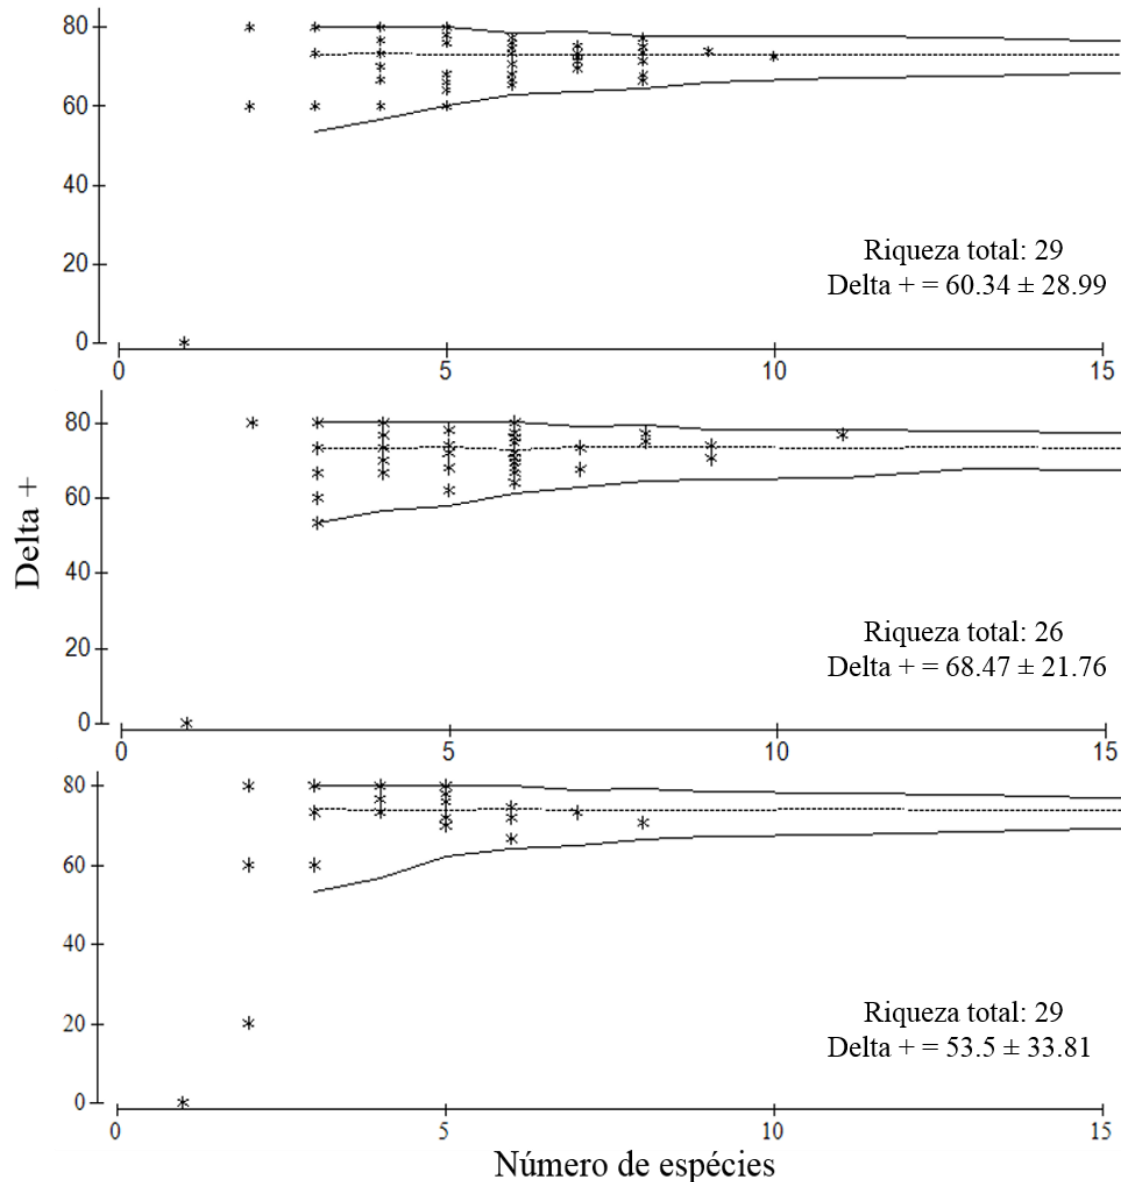 80
60
40
20
0
0 5 10 15
Riqueza total: 29
Delta + = 60.34 ± 28.99
80
60
40
20
0
0 5 10 15
Riqueza total: 26
Delta + = 68.47 ± 21.76
Delta +
80
60
40
20
0
0 5 10 15
Riqueza total: 29
Delta + = 53.5 ± 33.81
Número de espécies